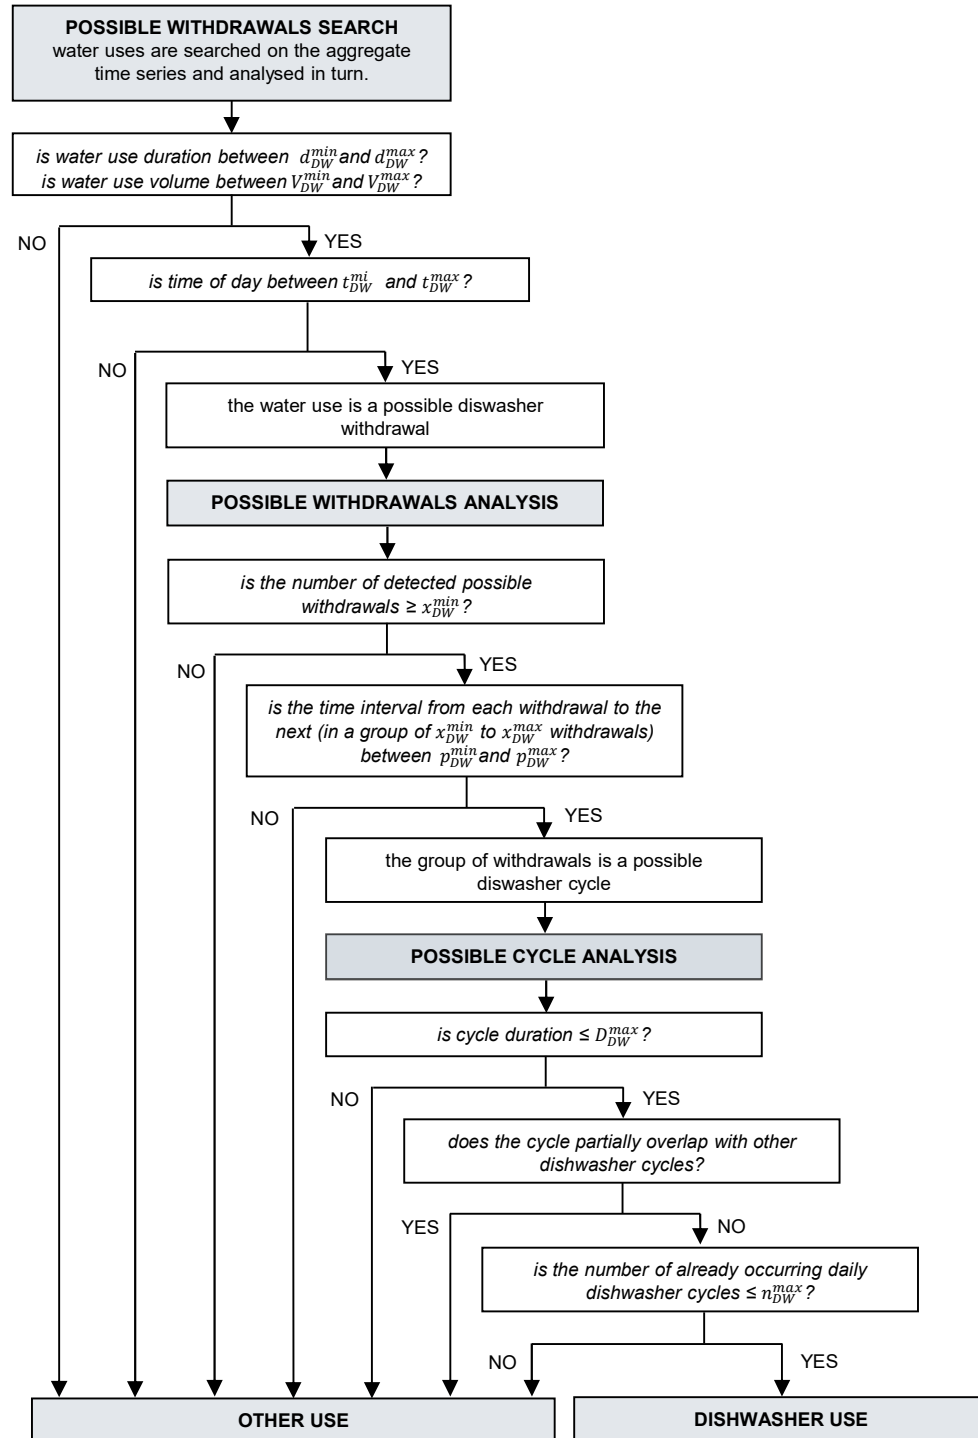 POSSIBLE WITHDRAWALS SEARCH
water uses are searched on the aggregate
time series and analysed in turn.
is water use duration between d_DW^min and d_DW^max?
is water use volume between V_DW^min and V_DW^max?
NO
YES
is time of day between t_DW^mi and t_DW^max?
NO
YES
the water use is a possible diswasher
withdrawal
POSSIBLE WITHDRAWALS ANALYSIS
is the number of detected possible
withdrawals ≥ x_DW^min?
NO
YES
is the time interval from each withdrawal to the
next (in a group of x_DW^min to x_DW^max withdrawals)
between p_DW^min and p_DW^max?
NO
YES
the group of withdrawals is a possible
diswasher cycle
POSSIBLE CYCLE ANALYSIS
is cycle duration ≤ D_DW^max?
NO
YES
does the cycle partially overlap with other
dishwasher cycles?
YES
NO
is the number of already occurring daily
dishwasher cycles ≤ n_DW^max?
NO
YES
OTHER USE
DISHWASHER USE